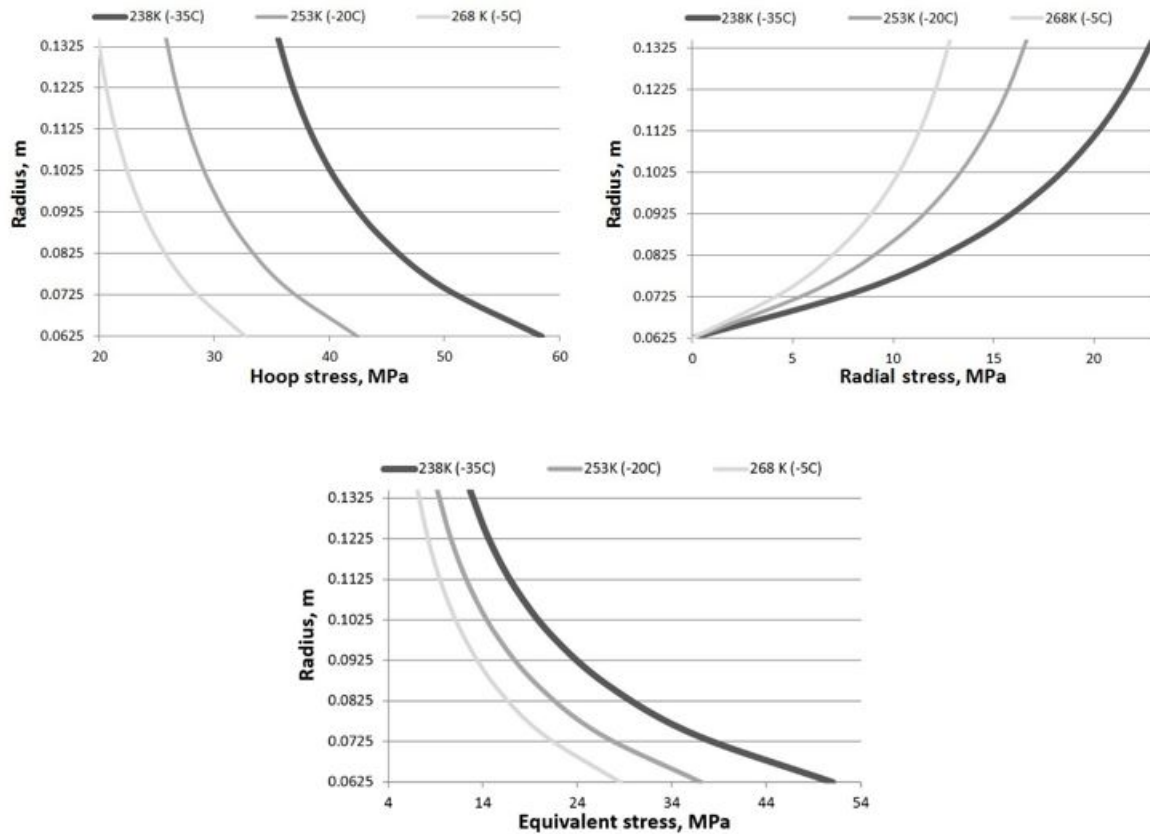 238K (-35C) 253K (-20C) 268 K (-5C)
0.1325
0.1225
0.1125
0.1025
0.0925
0.0825
0.0725
0.0625
Radius, m
20 30 40 50 60
Hoop stress, MPa
238K (-35C) 253K (-20C) 268K (-5C)
0.1325
0.1225
0.1125
0.1025
0.0925
0.0825
0.0725
0.0625
Radius, m
0 5 10 15 20
Radial stress, MPa
238K (-35C) 253K (-20C) 268 K (-5C)
0.1325
0.1225
0.1125
0.1025
0.0925
0.0825
0.0725
0.0625
Radius, m
4 14 24 34 44 54
Equivalent stress, MPa